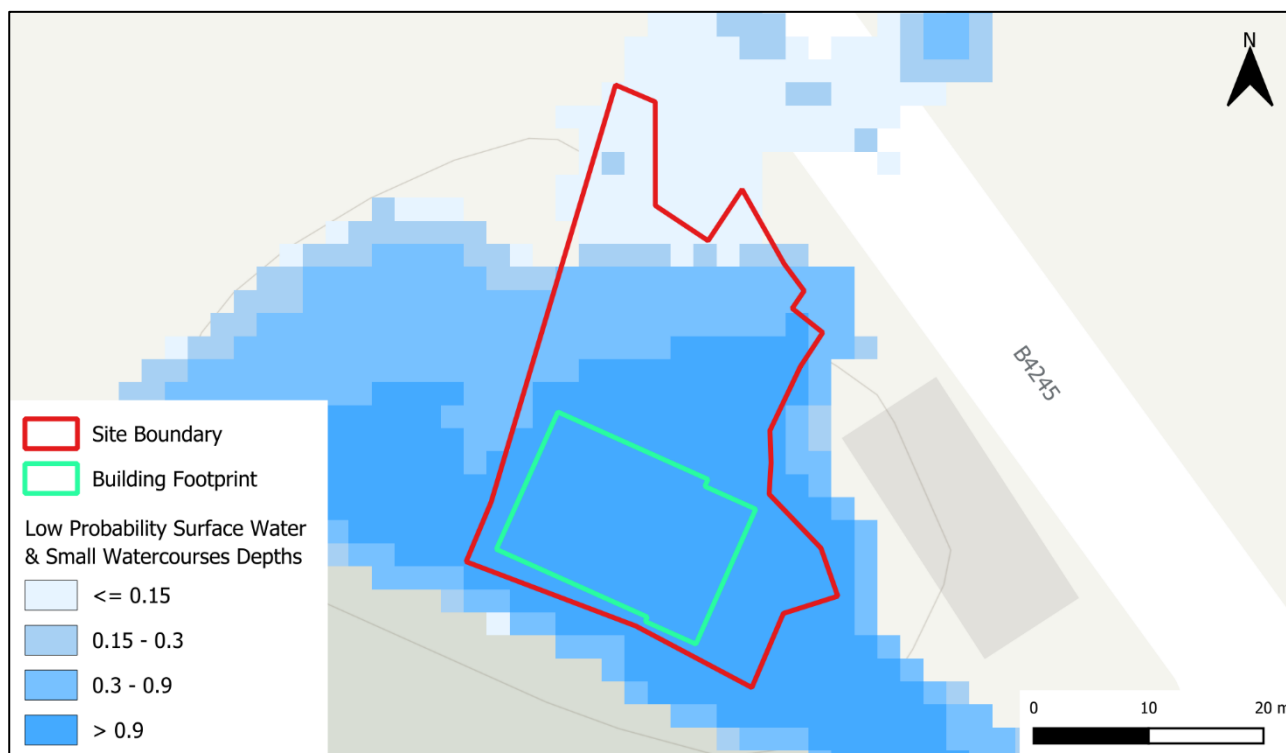 N
B4245
Site Boundary
Building Footprint
Low Probability Surface Water
& Small Watercourses Depths
<= 0.15
0.15 - 0.3
0.3 - 0.9
> 0.9
0 10 20 m